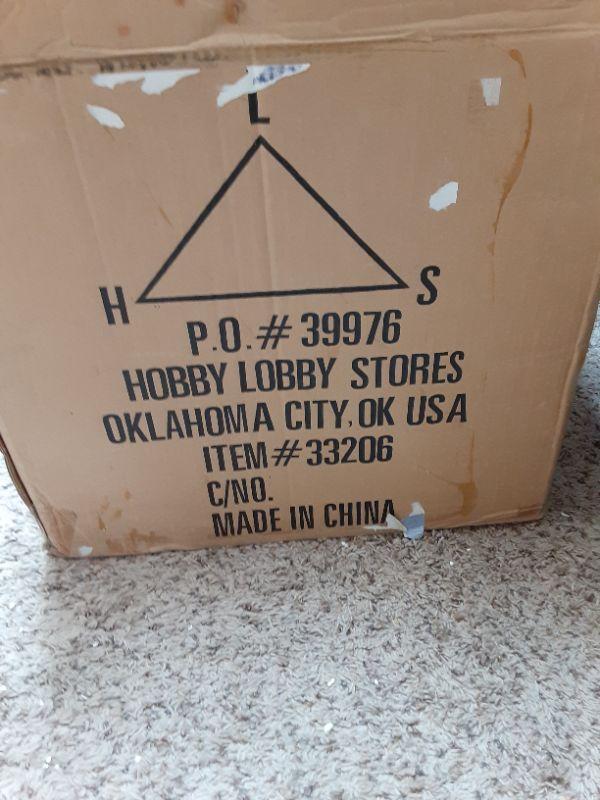 L
H S
P.O.# 39976
HOBBY LOBBY STORES
OKLAHOMA CITY, OK USA
ITEM# 33206
C/NO.
MADE IN CHINA